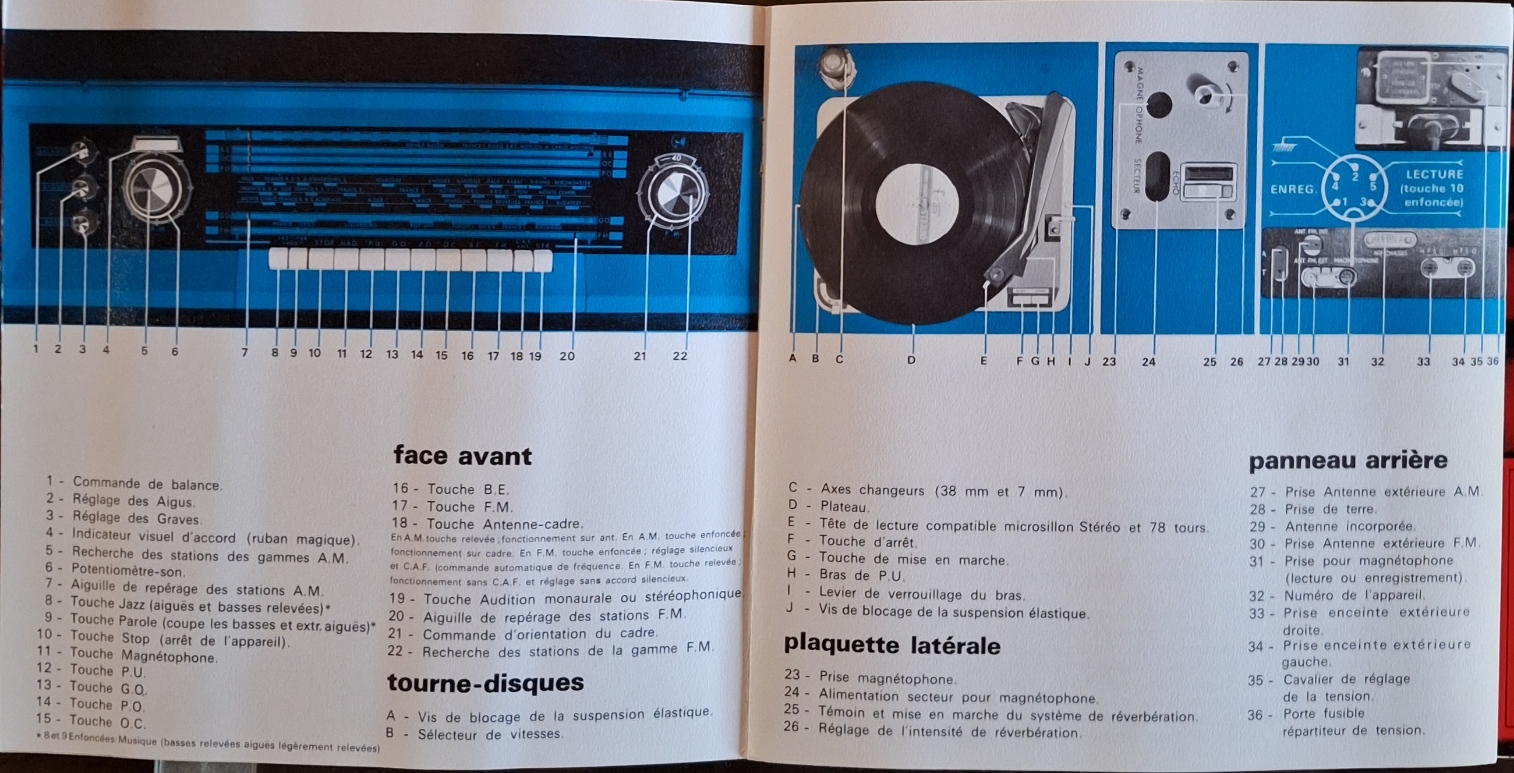 MAGNETOPHONE
SECTEUR
ECHO
ENREG.
LECTURE
(touche 10
enfoncée)
2
4 5
1 3
ANT. FM. INT.
ANT. FM. EXT
MAGNETOPHONE
40
1 2 3 4 5 6 7 8 9 10 11 12 13 14 15 16 17 18 19 20 21 22
A B C D E F G H I J 23 24 25 26 27 28 29 30 31 32 33 34 35 36
face avant
1 - Commande de balance.
2 - Réglage des Aigus.
3 - Réglage des Graves.
4 - Indicateur visuel d'accord (ruban magique).
5 - Recherche des stations des gammes A.M.
6 - Potentiomètre-son.
7 - Aiguille de repérage des stations A.M.
8 - Touche Jazz (aiguës et basses relevées)*
9 - Touche Parole (coupe les basses et extr. aiguës)*
10 - Touche Stop (arrêt de l'appareil).
11 - Touche Magnétophone.
12 - Touche P.U.
13 - Touche G.O.
14 - Touche P.O.
15 - Touche O.C.
* 8 et 9 Enfoncées: Musique (basses relevées aiguës légèrement relevées)
16 - Touche B.E.
17 - Touche F.M.
18 - Touche Antenne-cadre.
En A.M. touche relevée ; fonctionnement sur ant. En A.M. touche enfoncée ;
fonctionnement sur cadre. En F.M. touche enfoncée ; réglage silencieux
et C.A.F. (commande automatique de fréquence. En F.M. touche relevée ;
fonctionnement sans C.A.F. et réglage sans accord silencieux.
19 - Touche Audition monaurale ou stéréophonique.
20 - Aiguille de repérage des stations F.M.
21 - Commande d'orientation du cadre.
22 - Recherche des stations de la gamme F.M.
tourne-disques
A - Vis de blocage de la suspension élastique.
B - Sélecteur de vitesses.
C - Axes changeurs (38 mm et 7 mm).
D - Plateau.
E - Tête de lecture compatible microsillon Stéréo et 78 tours.
F - Touche d'arrêt.
G - Touche de mise en marche.
H - Bras de P.U.
I - Levier de verrouillage du bras.
J - Vis de blocage de la suspension élastique.
plaquette latérale
23 - Prise magnétophone.
24 - Alimentation secteur pour magnétophone.
25 - Témoin et mise en marche du système de réverbération.
26 - Réglage de l'intensité de réverbération.
panneau arrière
27 - Prise Antenne extérieure A.M.
28 - Prise de terre.
29 - Antenne incorporée.
30 - Prise Antenne extérieure F.M.
31 - Prise pour magnétophone
(lecture ou enregistrement).
32 - Numéro de l'appareil.
33 - Prise enceinte extérieure
droite.
34 - Prise enceinte extérieure
gauche.
35 - Cavalier de réglage
de la tension.
36 - Porte fusible
répartiteur de tension.